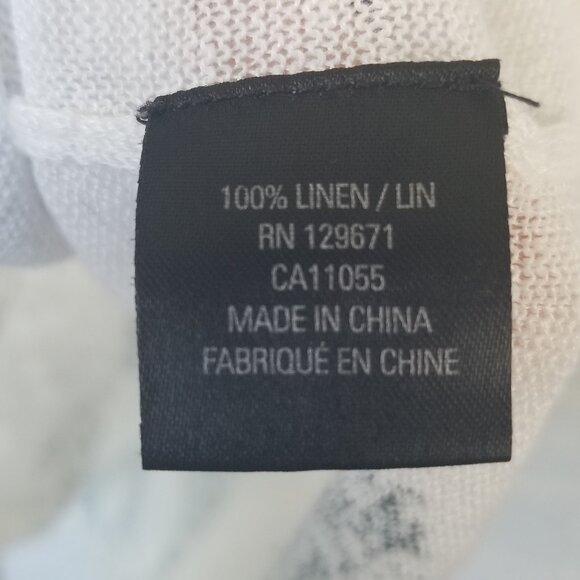 100% LINEN / LIN
RN 129671
CA11055
MADE IN CHINA
FABRIQUÉ EN CHINE